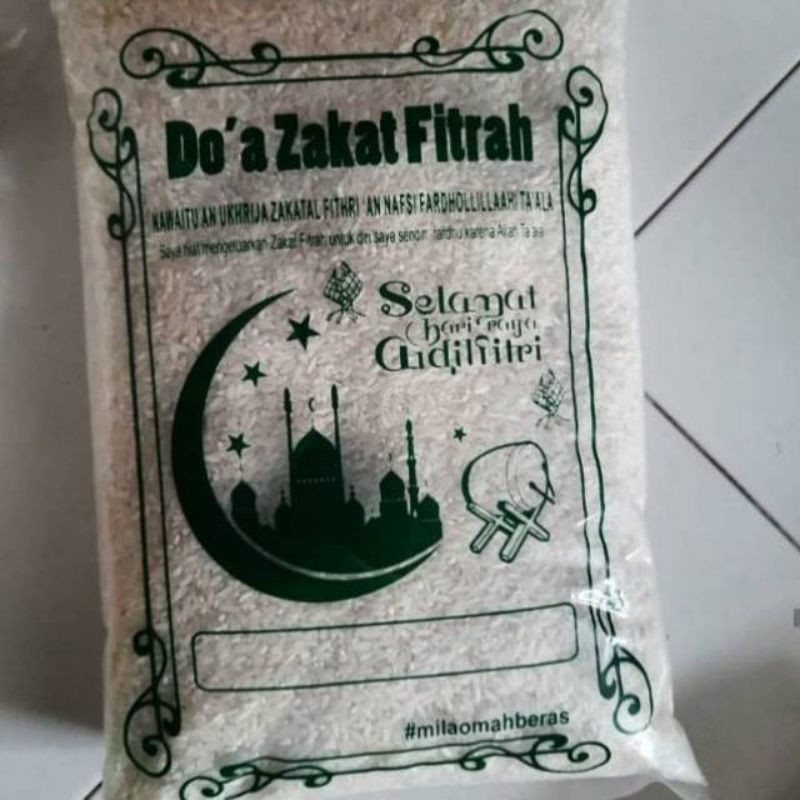 Do'a Zakat Fitrah
NAWAITU AN UKHRIJA ZAKATAL FITHRI 'AN NAFSI FARDHOLLILLAAHI TA'ALA
Saya niat mengeluarkan Zakat Fitrah untuk diri saya sendiri fardhu karena Allah Ta'ala
Selamat
hari raya
Aidilfitri
#milaomahberas